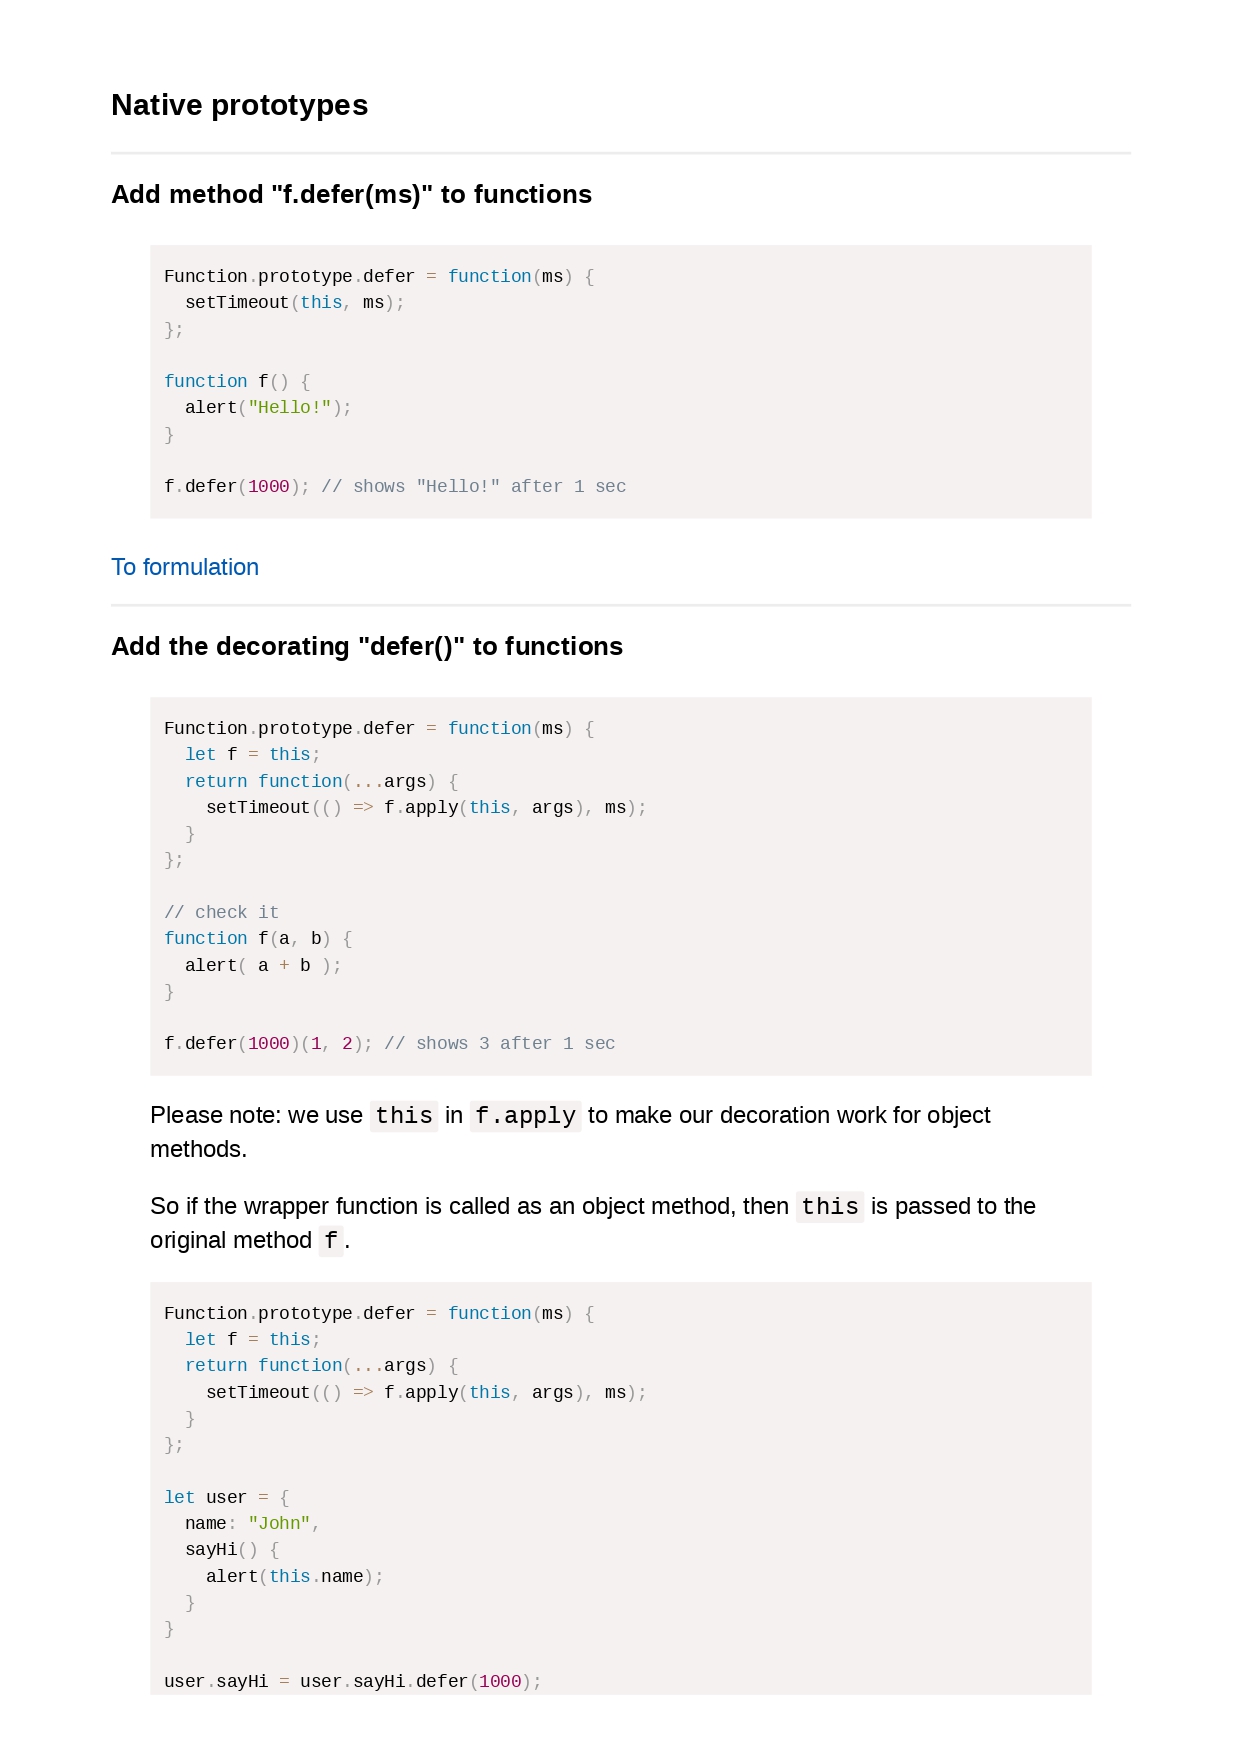 Native prototypes
Add method "f.defer(ms)" to functions
Function.prototype.defer = function(ms) {
  setTimeout(this, ms);
};
function f() {
  alert("Hello!");
}
f.defer(1000); // shows "Hello!" after 1 sec
To formulation
Add the decorating "defer()" to functions
Function.prototype.defer = function(ms) {
  let f = this;
  return function(...args) {
    setTimeout(() => f.apply(this, args), ms);
  }
};
// check it
function f(a, b) {
  alert( a + b );
}
f.defer(1000)(1, 2); // shows 3 after 1 sec
Please note: we use this in f.apply to make our decoration work for object
methods.
So if the wrapper function is called as an object method, then this is passed to the
original method f.
Function.prototype.defer = function(ms) {
  let f = this;
  return function(...args) {
    setTimeout(() => f.apply(this, args), ms);
  }
};
let user = {
  name: "John",
  sayHi() {
    alert(this.name);
  }
}
user.sayHi = user.sayHi.defer(1000);